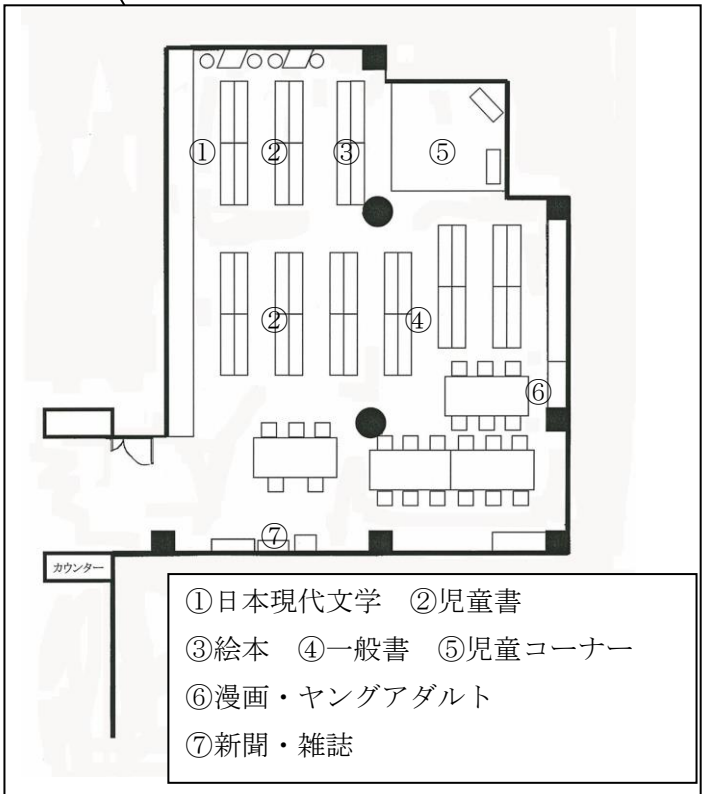 ①
②
③
⑤
②
④
⑥
⑦
カウンター
①日本現代文学　②児童書
③絵本　④一般書　⑤児童コーナー
⑥漫画・ヤングアダルト
⑦新聞・雑誌